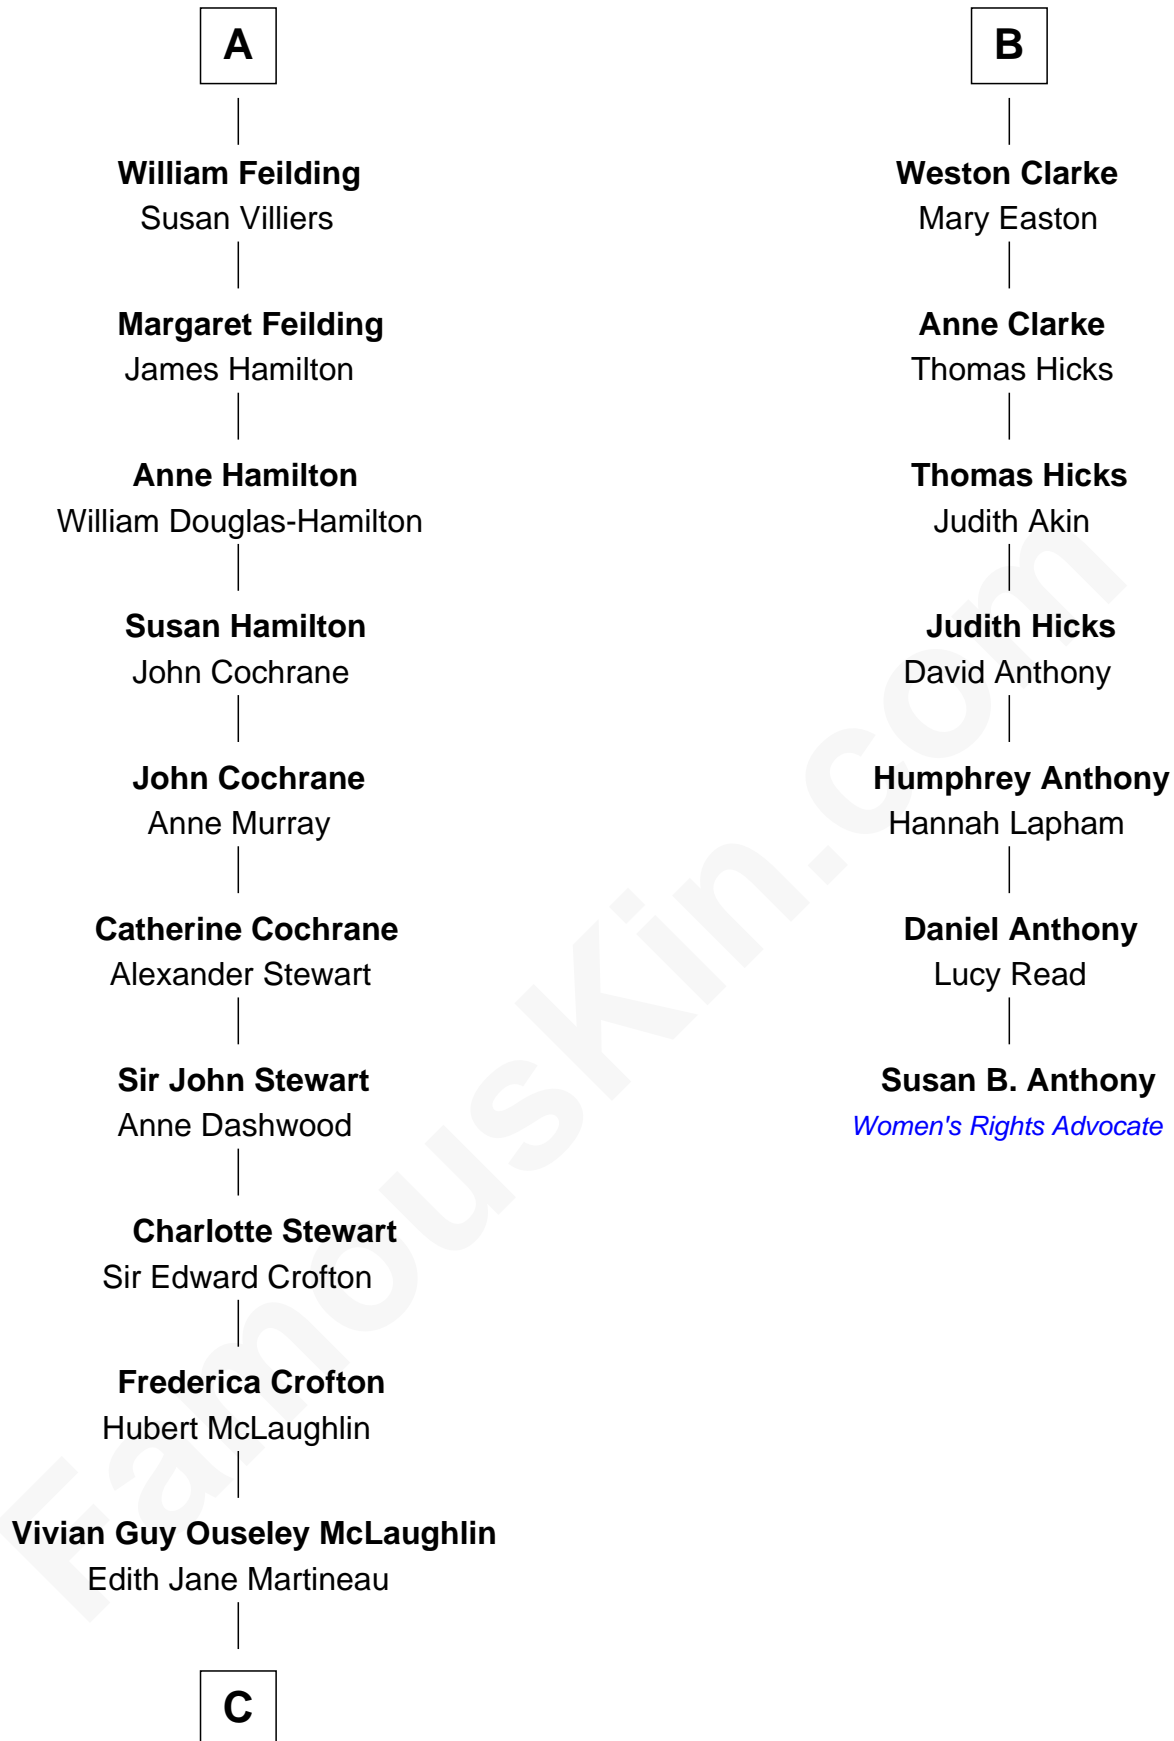 A
William Feilding
Susan Villiers
Margaret Feilding
James Hamilton
Anne Hamilton
William Douglas-Hamilton
Susan Hamilton
John Cochrane
John Cochrane
Anne Murray
Catherine Cochrane
Alexander Stewart
Sir John Stewart
Anne Dashwood
Charlotte Stewart
Sir Edward Crofton
Frederica Crofton
Hubert McLaughlin
Vivian Guy Ouseley McLaughlin
Edith Jane Martineau
C
B
Weston Clarke
Mary Easton
Anne Clarke
Thomas Hicks
Thomas Hicks
Judith Akin
Judith Hicks
David Anthony
Humphrey Anthony
Hannah Lapham
Daniel Anthony
Lucy Read
Susan B. Anthony
Women's Rights Advocate
FamousKin.com